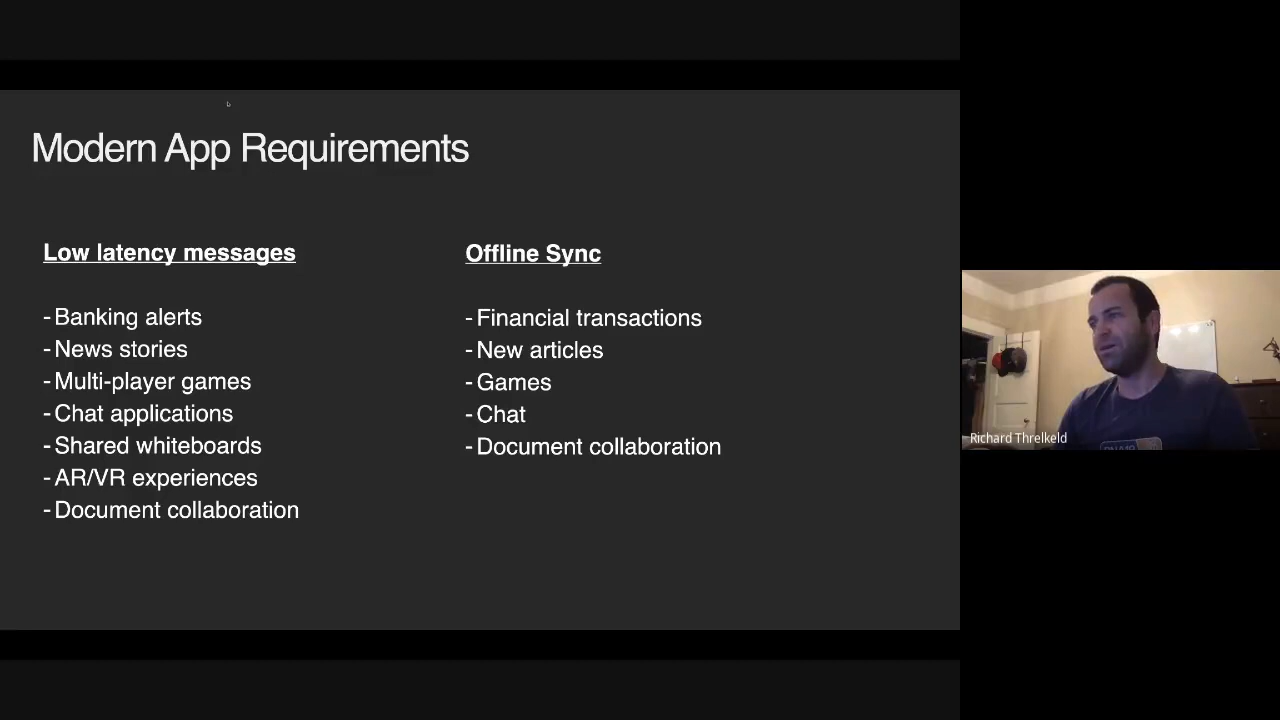 Modern App Requirements
Low latency messages
- Banking alerts
- News stories
- Multi-player games
- Chat applications
- Shared whiteboards
- AR/VR experiences
- Document collaboration
Offline Sync
- Financial transactions
- New articles
- Games
- Chat
- Document collaboration
Richard Threlkeld